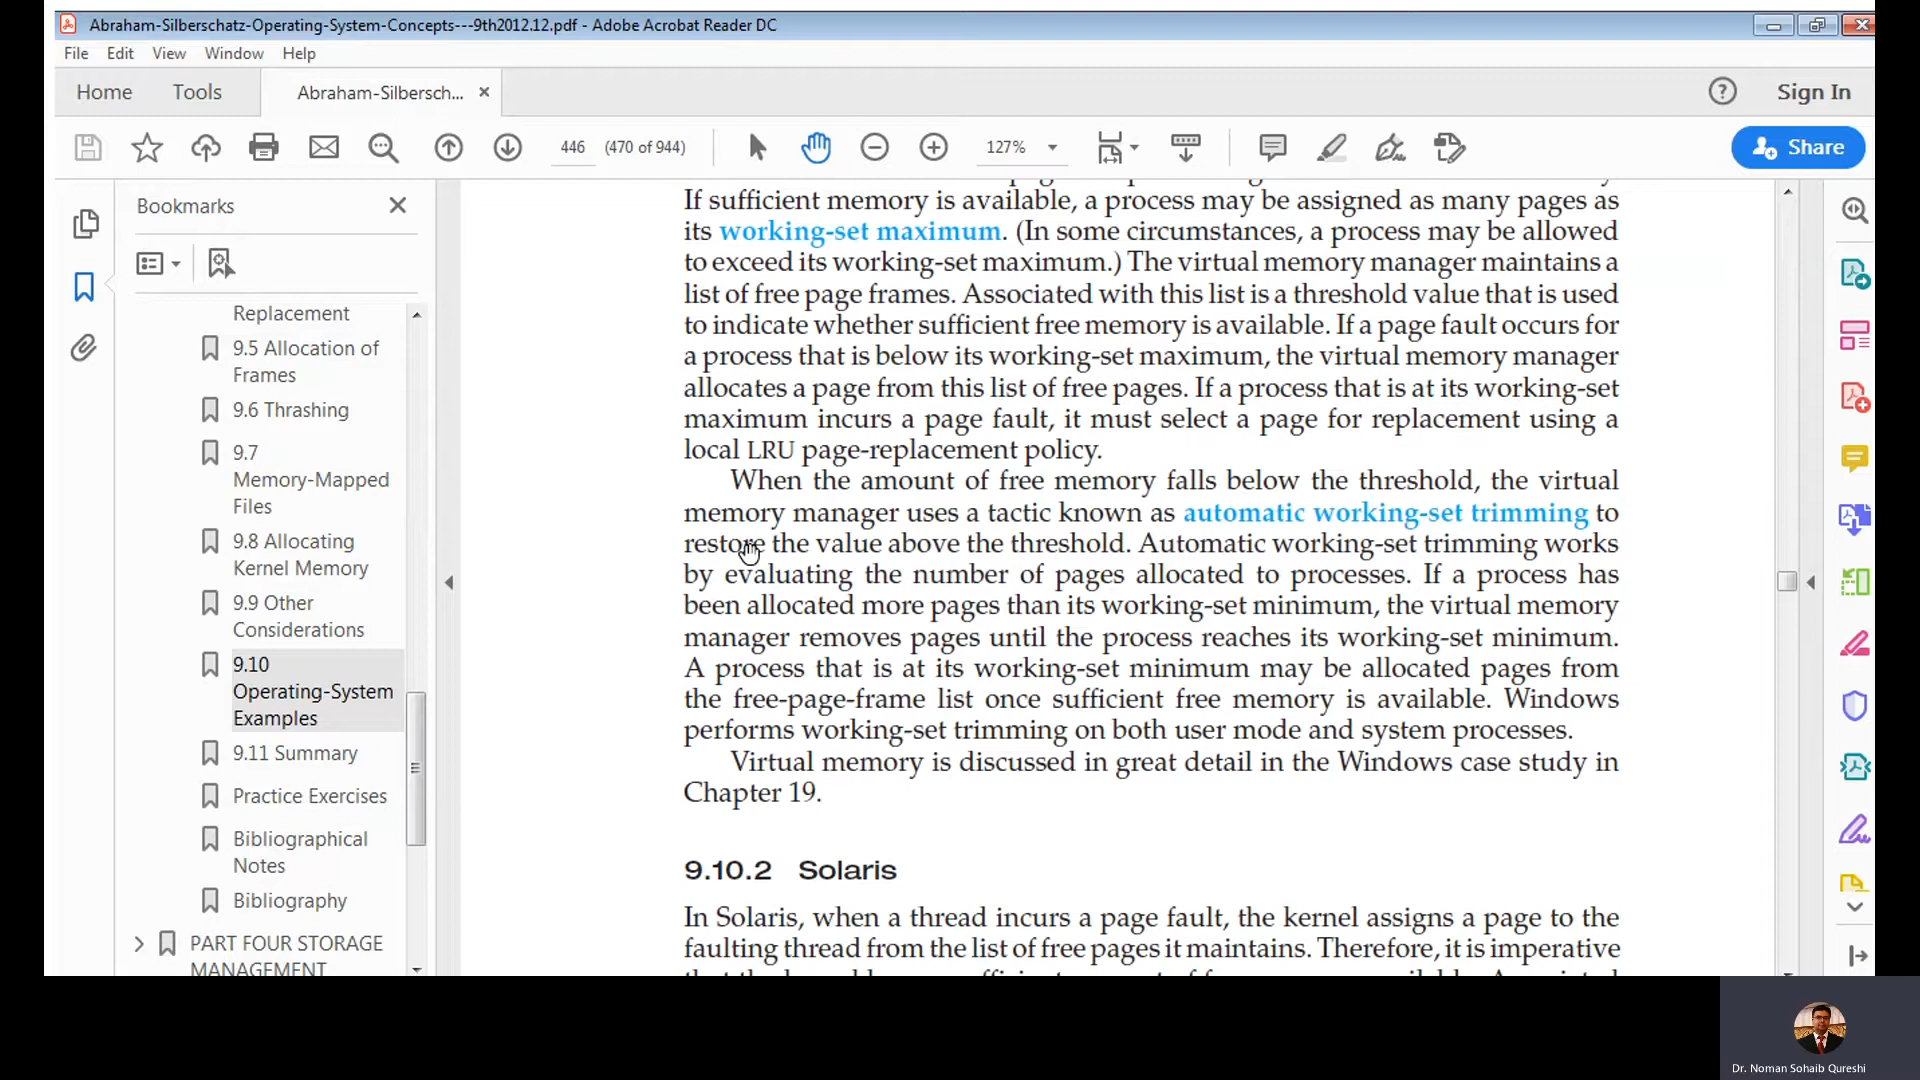 Abraham-Silberschatz-Operating-System-Concepts---9th2012.12.pdf - Adobe Acrobat Reader DC
File Edit View Window Help
Home Tools Abraham-Silbersch... Sign In
446 (470 of 944) 127% Share
Bookmarks
Replacement
9.5 Allocation of
Frames
9.6 Thrashing
9.7
Memory-Mapped
Files
9.8 Allocating
Kernel Memory
9.9 Other
Considerations
9.10
Operating-System
Examples
9.11 Summary
Practice Exercises
Bibliographical
Notes
Bibliography
PART FOUR STORAGE
MANAGEMENT
If sufficient memory is available, a process may be assigned as many pages as
its working-set maximum. (In some circumstances, a process may be allowed
to exceed its working-set maximum.) The virtual memory manager maintains a
list of free page frames. Associated with this list is a threshold value that is used
to indicate whether sufficient free memory is available. If a page fault occurs for
a process that is below its working-set maximum, the virtual memory manager
allocates a page from this list of free pages. If a process that is at its working-set
maximum incurs a page fault, it must select a page for replacement using a
local LRU page-replacement policy.
When the amount of free memory falls below the threshold, the virtual
memory manager uses a tactic known as automatic working-set trimming to
restore the value above the threshold. Automatic working-set trimming works
by evaluating the number of pages allocated to processes. If a process has
been allocated more pages than its working-set minimum, the virtual memory
manager removes pages until the process reaches its working-set minimum.
A process that is at its working-set minimum may be allocated pages from
the free-page-frame list once sufficient free memory is available. Windows
performs working-set trimming on both user mode and system processes.
Virtual memory is discussed in great detail in the Windows case study in
Chapter 19.
9.10.2 Solaris
In Solaris, when a thread incurs a page fault, the kernel assigns a page to the
faulting thread from the list of free pages it maintains. Therefore, it is imperative
Dr. Noman Sohaib Qureshi